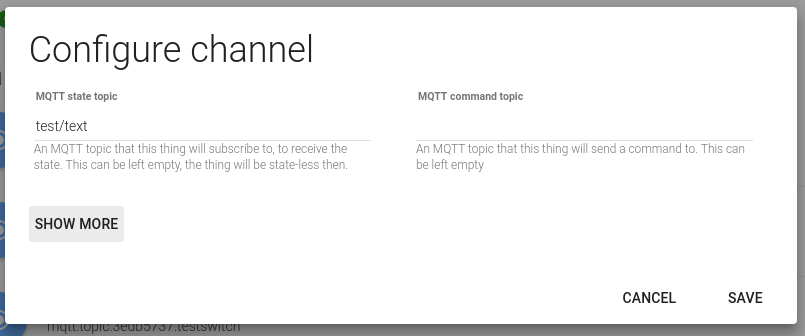 Configure channel
MQTT state topic
test/text
An MQTT topic that this thing will subscribe to, to receive the
state. This can be left empty, the thing will be state-less then.
MQTT command topic
An MQTT topic that this thing will send a command to. This can
be left empty
SHOW MORE
CANCEL
SAVE
mqtt:topic:3edb5737:testswitch